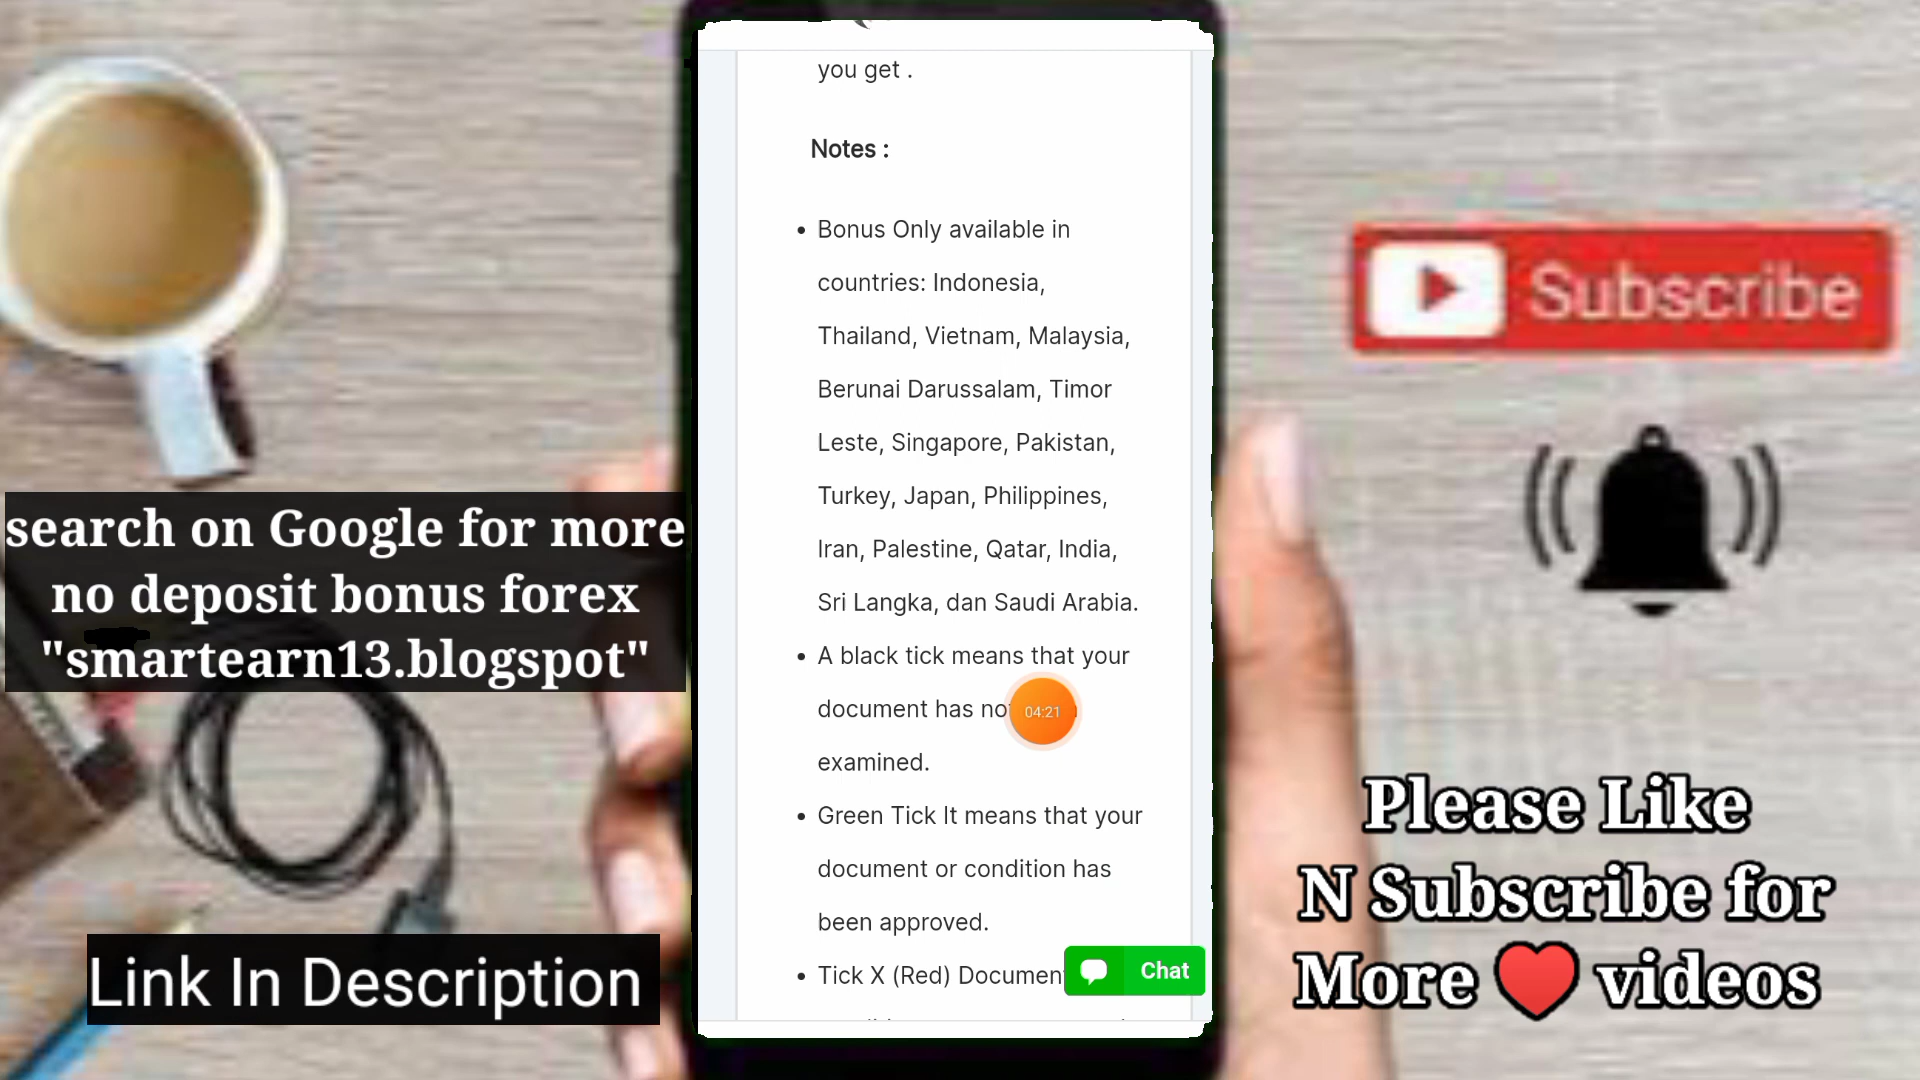 you get .
Notes :
• Bonus Only available in
countries: Indonesia,
Thailand, Vietnam, Malaysia,
Berunai Darussalam, Timor
Leste, Singapore, Pakistan,
Turkey, Japan, Philippines,
Iran, Palestine, Qatar, India,
Sri Langka, dan Saudi Arabia.
• A black tick means that your
document has no
04:21
examined.
• Green Tick It means that your
document or condition has
been approved.
• Tick X (Red) Document
Chat
search on Google for more
no deposit bonus forex
"smartearn13.blogspot"
Link In Description
Subscribe
Please Like
N Subscribe for
More ❤️ videos